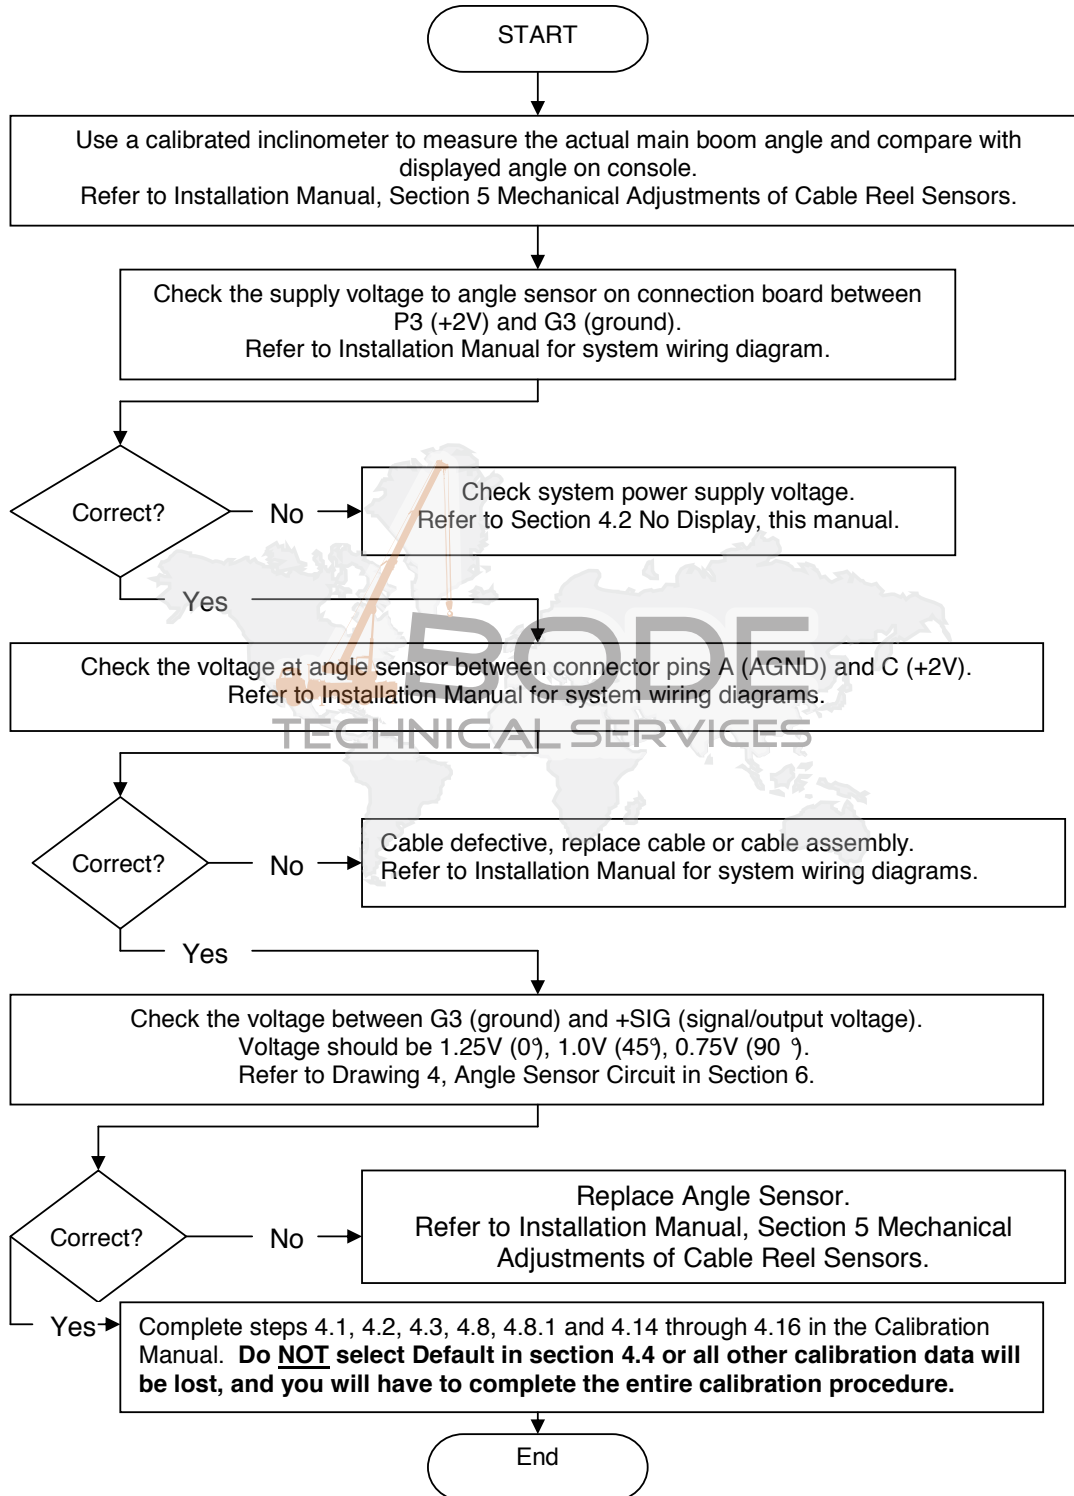 START
Use a calibrated inclinometer to measure the actual main boom angle and compare with
displayed angle on console.
Refer to Installation Manual, Section 5 Mechanical Adjustments of Cable Reel Sensors.
Check the supply voltage to angle sensor on connection board between
P3 (+2V) and G3 (ground).
Refer to Installation Manual for system wiring diagram.
Correct?
No
Check system power supply voltage.
Refer to Section 4.2 No Display, this manual.
Yes
BODE
TECHNICAL SERVICES
Check the voltage at angle sensor between connector pins A (AGND) and C (+2V).
Refer to Installation Manual for system wiring diagrams.
Correct?
No
Cable defective, replace cable or cable assembly.
Refer to Installation Manual for system wiring diagrams.
Yes
Check the voltage between G3 (ground) and +SIG (signal/output voltage).
Voltage should be 1.25V (0°), 1.0V (45°), 0.75V (90 °).
Refer to Drawing 4, Angle Sensor Circuit in Section 6.
Correct?
No
Replace Angle Sensor.
Refer to Installation Manual, Section 5 Mechanical
Adjustments of Cable Reel Sensors.
Yes
Complete steps 4.1, 4.2, 4.3, 4.8, 4.8.1 and 4.14 through 4.16 in the Calibration
Manual. Do NOT select Default in section 4.4 or all other calibration data will
be lost, and you will have to complete the entire calibration procedure.
End